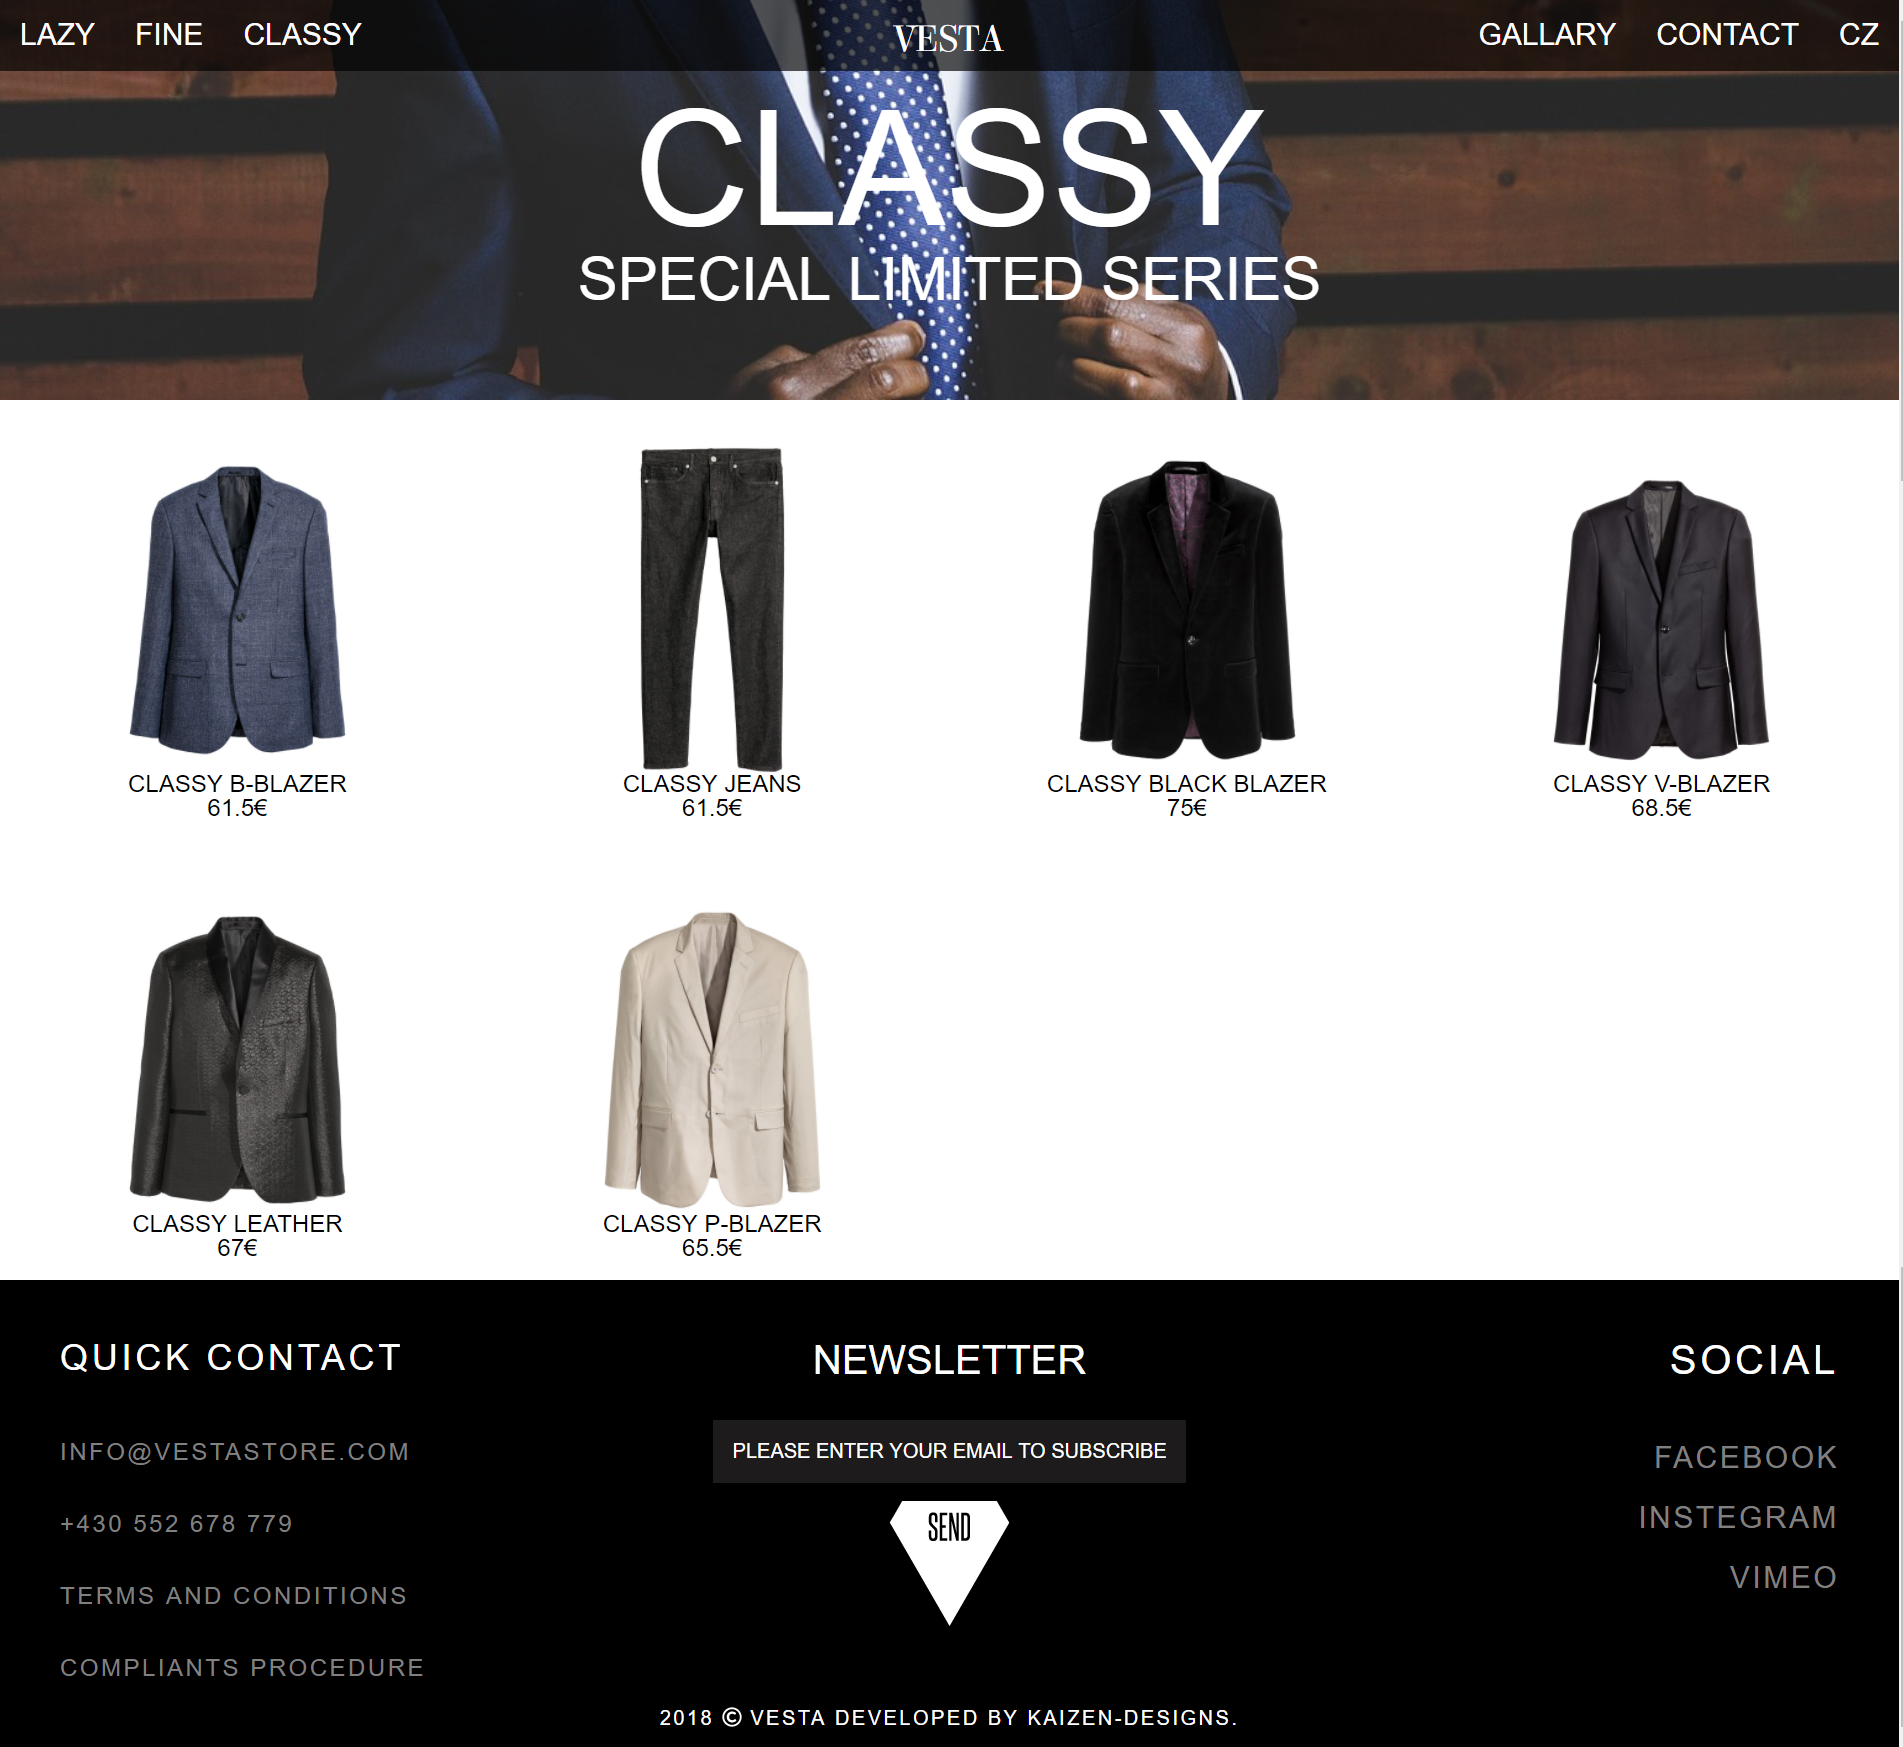 LAZY FINE CLASSY VESTA GALLARY CONTACT CZ
CLASSY
SPECIAL LIMITED SERIES
CLASSY B-BLAZER
61.5€
CLASSY JEANS
61.5€
CLASSY BLACK BLAZER
75€
CLASSY V-BLAZER
68.5€
CLASSY LEATHER
67€
CLASSY P-BLAZER
65.5€
QUICK CONTACT
INFO@VESTASTORE.COM
+430 552 678 779
TERMS AND CONDITIONS
COMPLIANTS PROCEDURE
NEWSLETTER
PLEASE ENTER YOUR EMAIL TO SUBSCRIBE
SEND
SOCIAL
FACEBOOK
INSTEGRAM
VIMEO
2018 © VESTA DEVELOPED BY KAIZEN-DESIGNS.